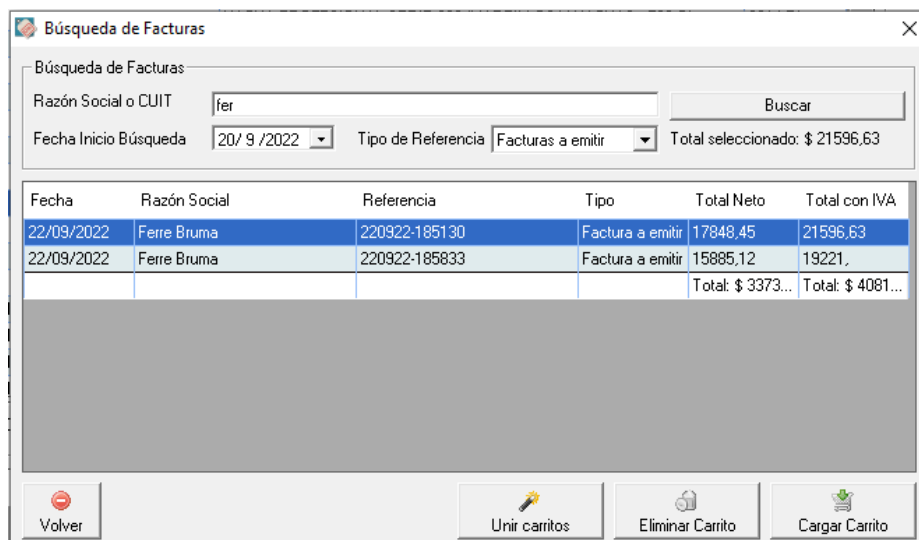 Búsqueda de Facturas
Búsqueda de Facturas
Razón Social o CUIT fer Buscar
Fecha Inicio Búsqueda 20/ 9 /2022 Tipo de Referencia Facturas a emitir Total seleccionado: $ 21596,63
Fecha Razón Social Referencia Tipo Total Neto Total con IVA
22/09/2022 Ferre Bruma 220922-185130 Factura a emitir 17848,45 21596,63
22/09/2022 Ferre Bruma 220922-185833 Factura a emitir 15885,12 19221,
Total: $ 3373... Total: $ 4081...
Volver Unir carritos Eliminar Carrito Cargar Carrito